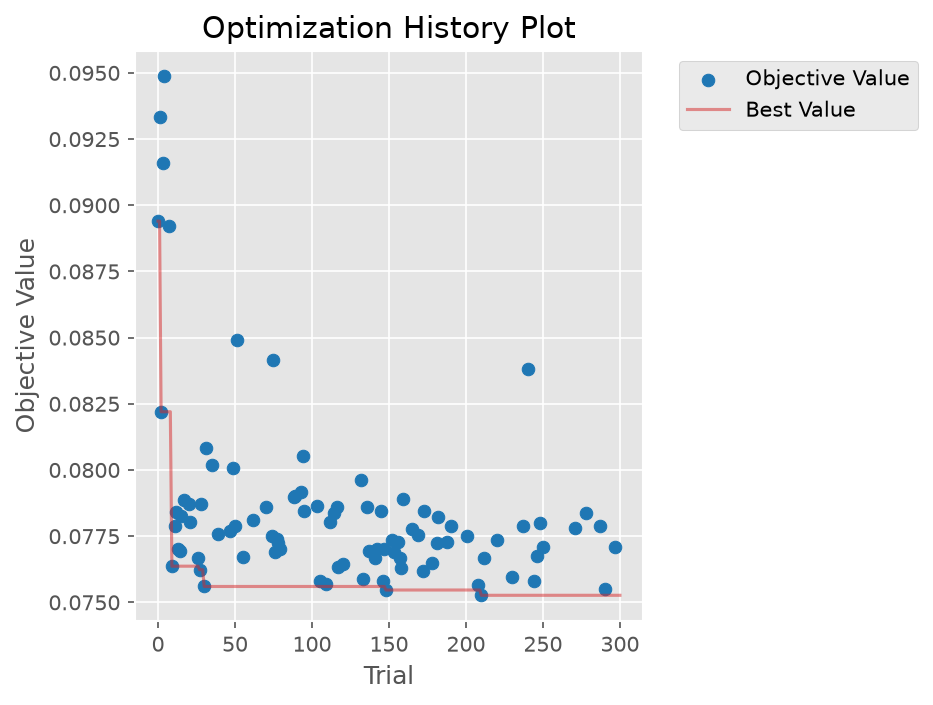 Optimization History Plot
Objective Value
Best Value
0.0950
0.0925
0.0900
0.0875
0.0850
0.0825
0.0800
0.0775
0.0750
Objective Value
0 50 100 150 200 250 300
Trial